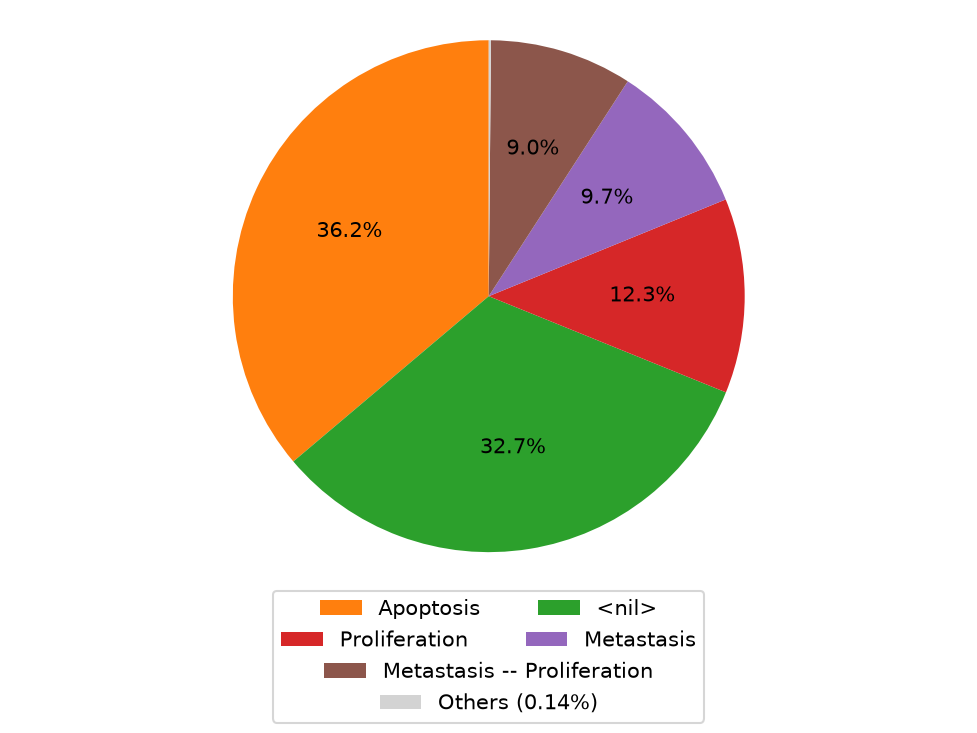 9.0%
9.7%
36.2%
12.3%
32.7%
Apoptosis <nil>
Proliferation Metastasis
Metastasis -- Proliferation
Others (0.14%)